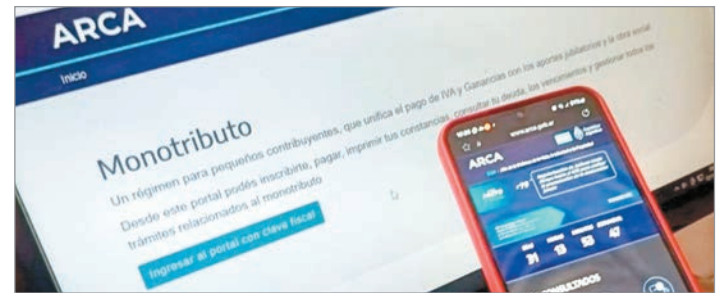 ARCA
Inicio
Monotributo
Un régimen para pequeños contribuyentes, que unifica el pago de IVA y Ganancias con los aportes jubilatorios y la obra social
Desde este portal podés inscribirte, pagar, imprimir tus constancias, consultar tu deuda, los vencimientos y gestionar todos los
trámites relacionados al monotributo
Ingresar al portal con clave fiscal
www.arca.gob.ar
ARCA
31 13 53 47
CONSULTADOS